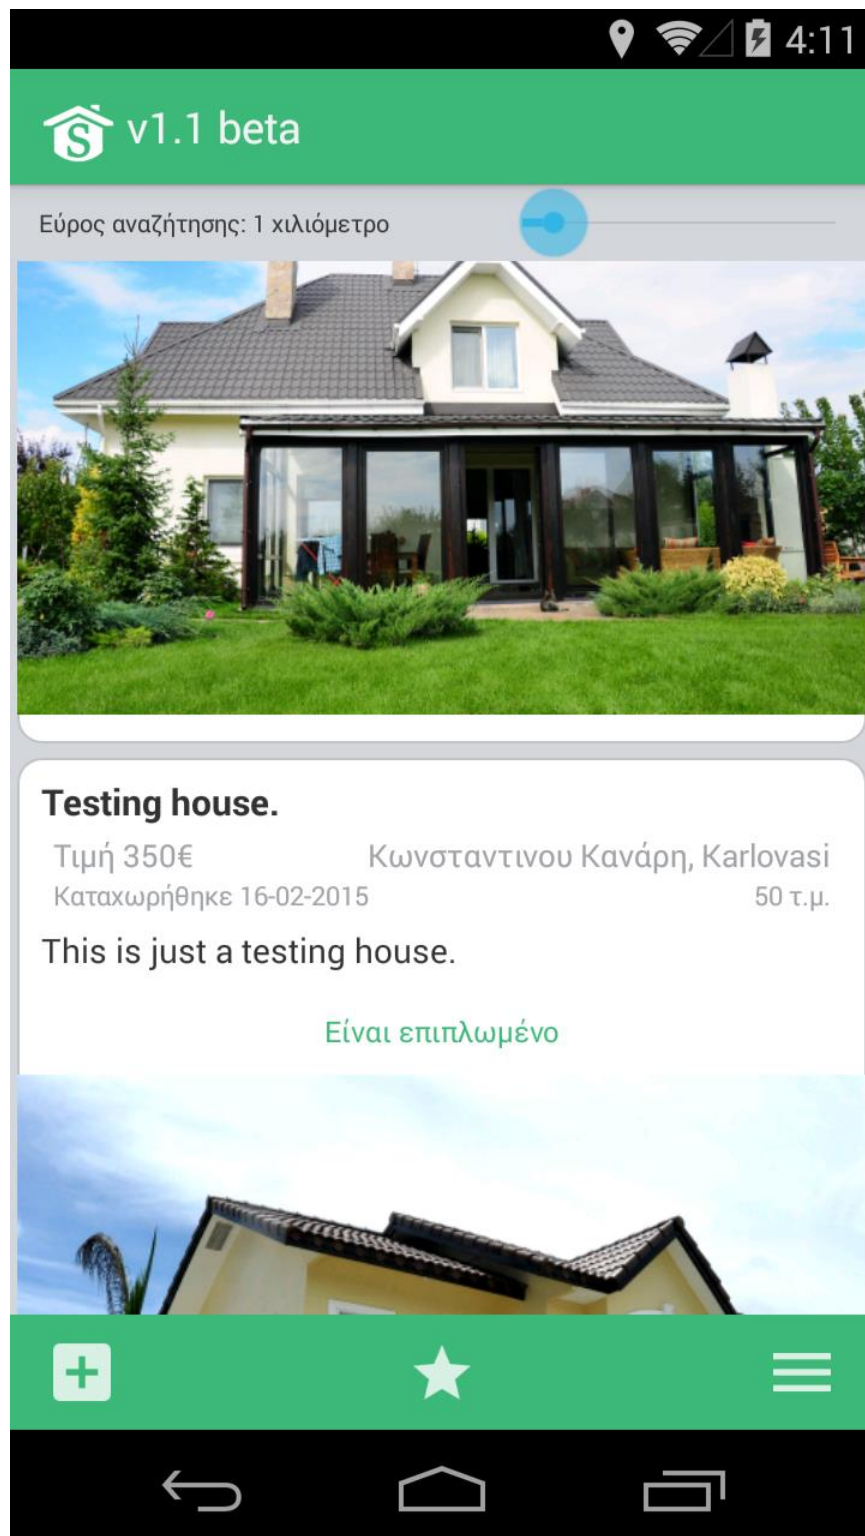 4:11
S v1.1 beta
Εύρος αναζήτησης: 1 χιλιόμετρο
Testing house.
Τιμή 350€ Κωνσταντινου Κανάρη, Karlovasi
Καταχωρήθηκε 16-02-2015 50 τ.μ.
This is just a testing house.
Είναι επιπλωμένο